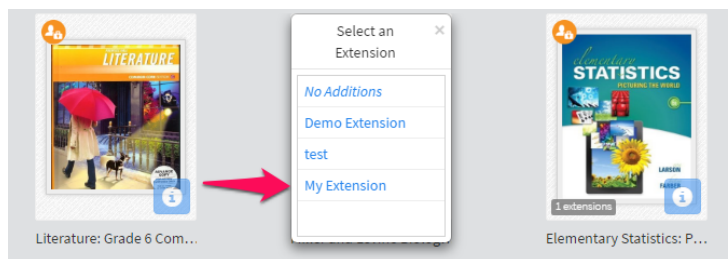 LITERATURE
Select an
Extension
×
No Additions
Demo Extension
test
My Extension
elementary
STATISTICS
PICTURING THE WORLD
LARSON
FARBER
1 extensions
Literature: Grade 6 Com...
Elementary Statistics: P...